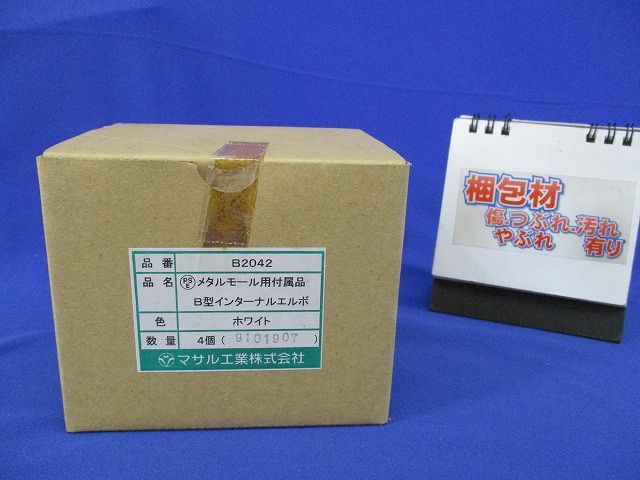 品番 B2042
品名 PSE メタルモール用付属品
B型インターナルエルボ
色 ホワイト
数量 4個 ( 9101907 )
マサル工業株式会社
梱包材
傷・つぶれ・汚れ
やぶれ 有り